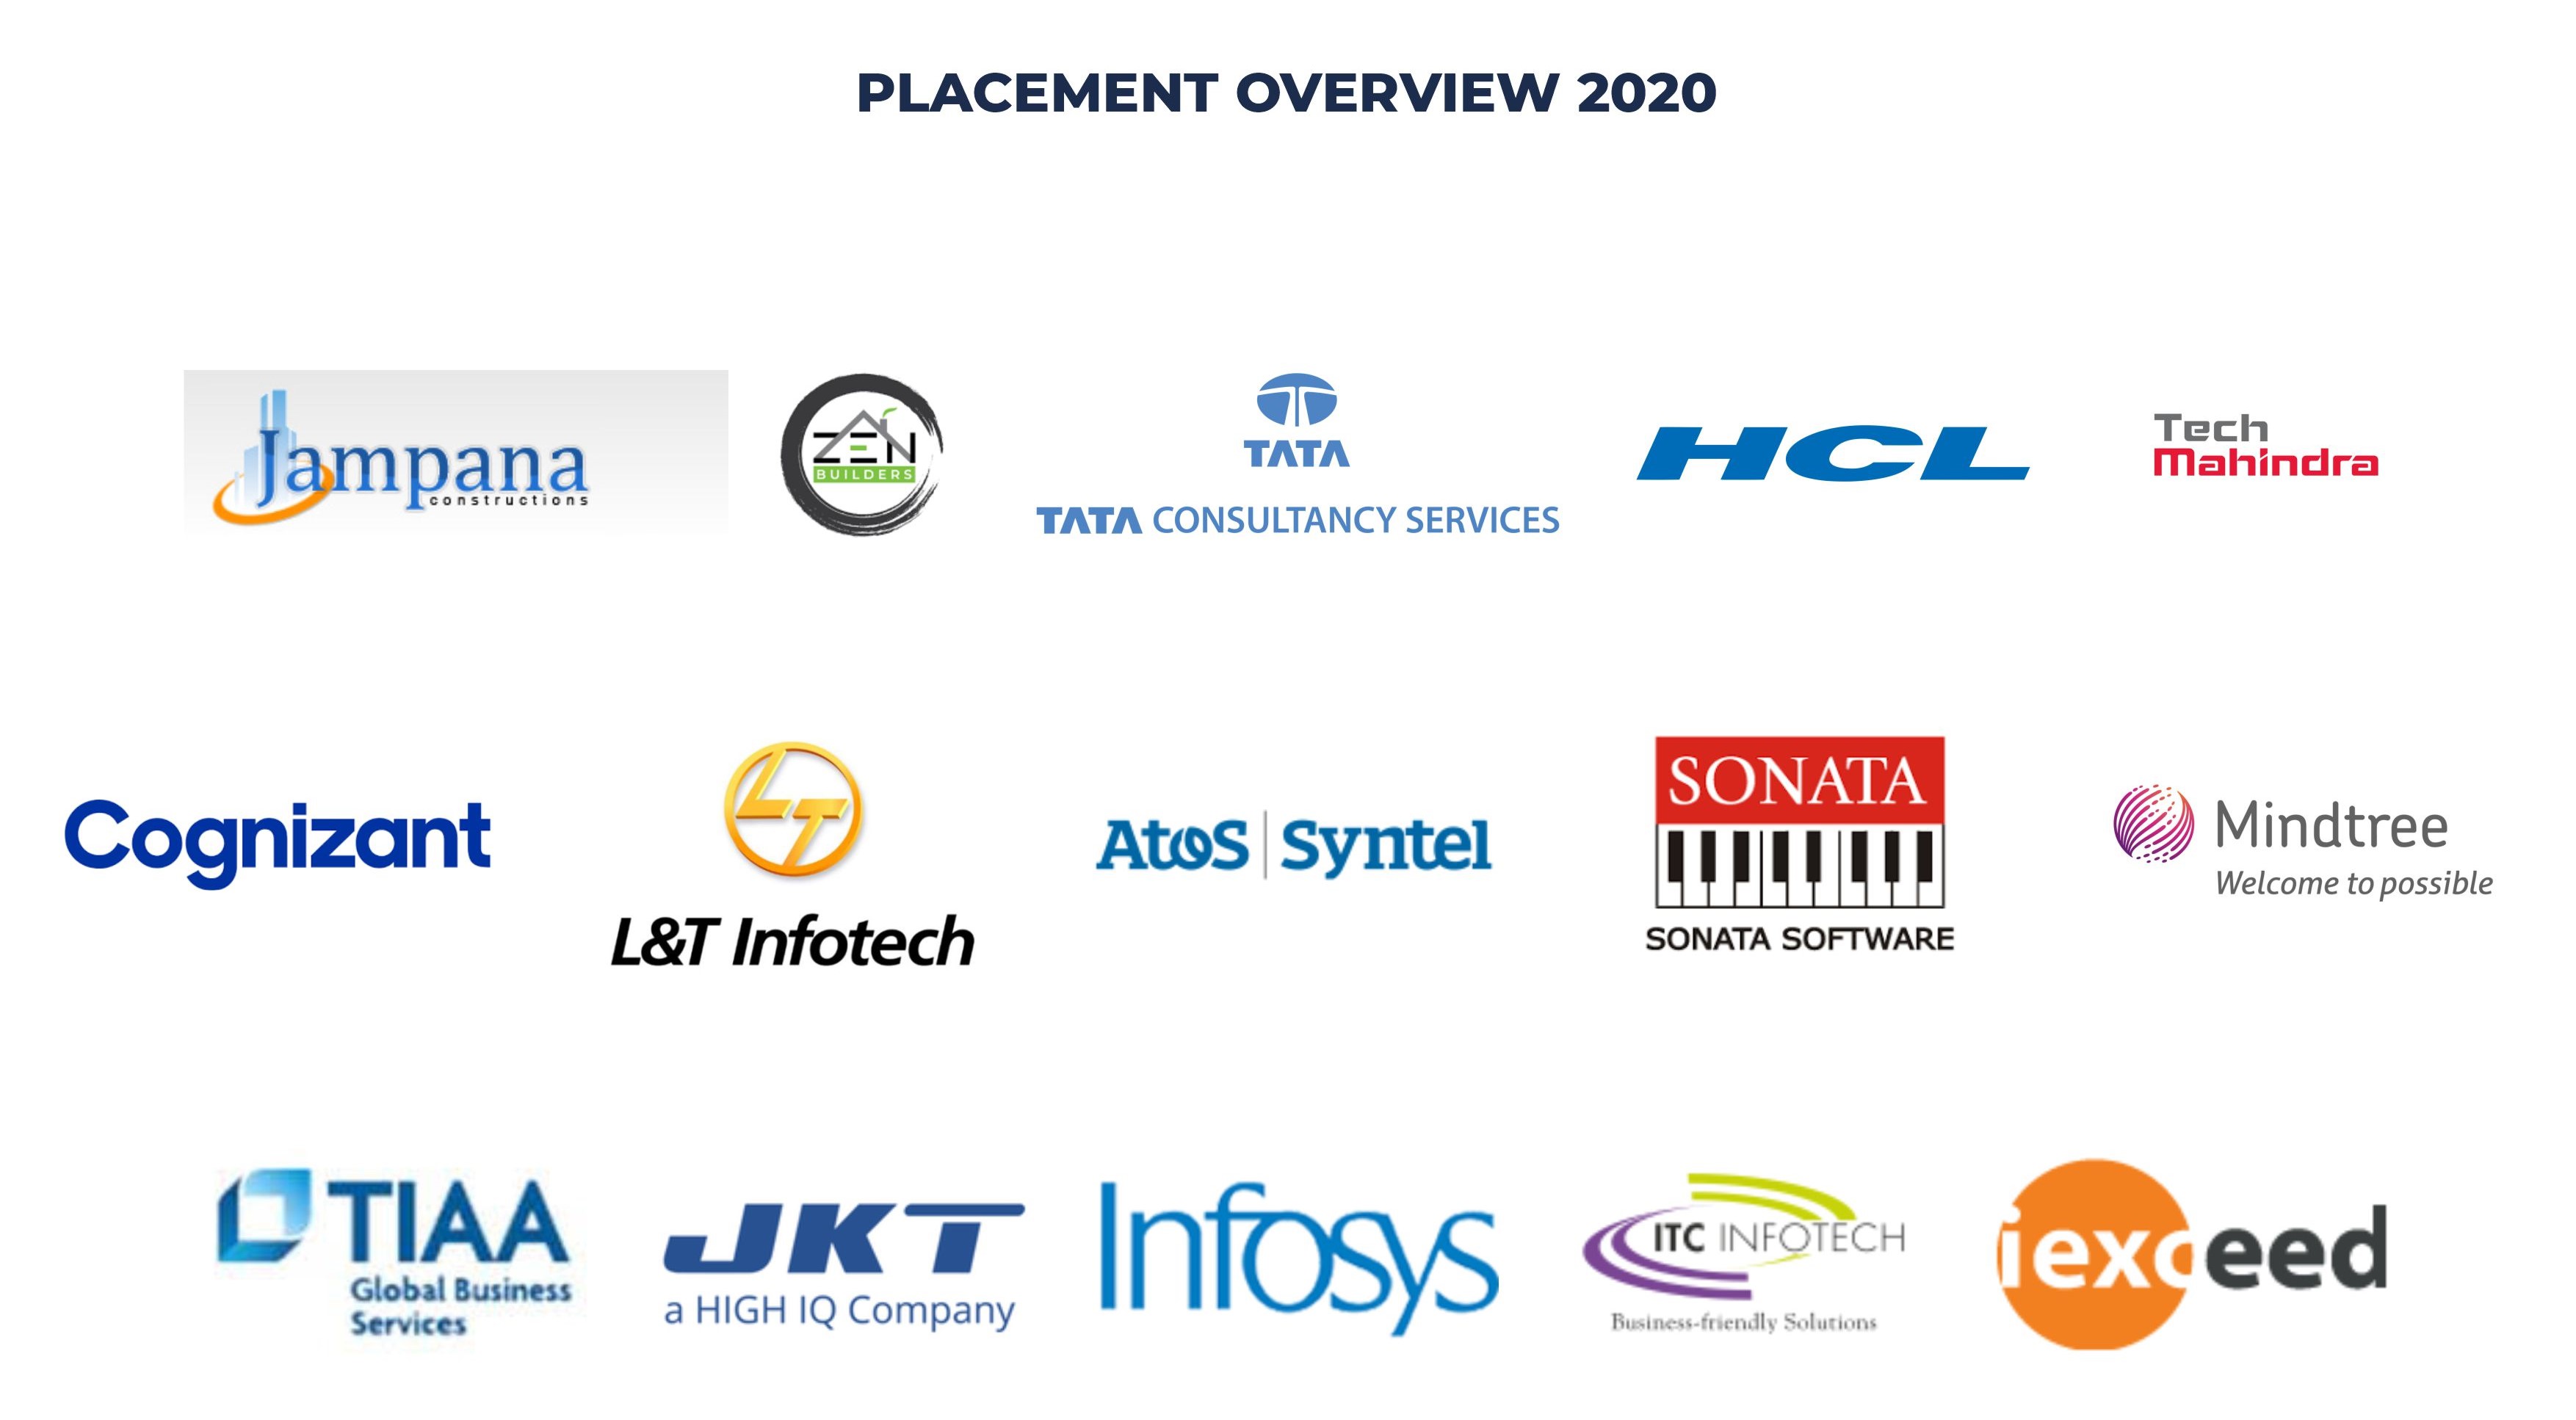 PLACEMENT OVERVIEW 2020
Jampana
constructions
ZEN
BUILDERS
TATA
TATA CONSULTANCY SERVICES
HCL
Tech
Mahindra
Cognizant
LT
L&T Infotech
Atos | Syntel
SONATA
SONATA SOFTWARE
Mindtree
Welcome to possible
TIAA
Global Business
Services
JKT
a HIGH IQ Company
Infosys
ITC INFOTECH
Business-friendly Solutions
iexceed